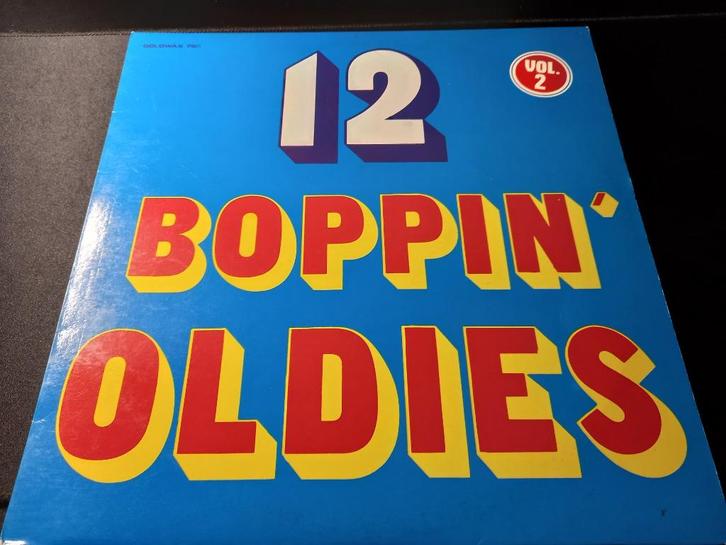 GOLDWAX
12
VOL.
2
BOPPIN'
OLDIES